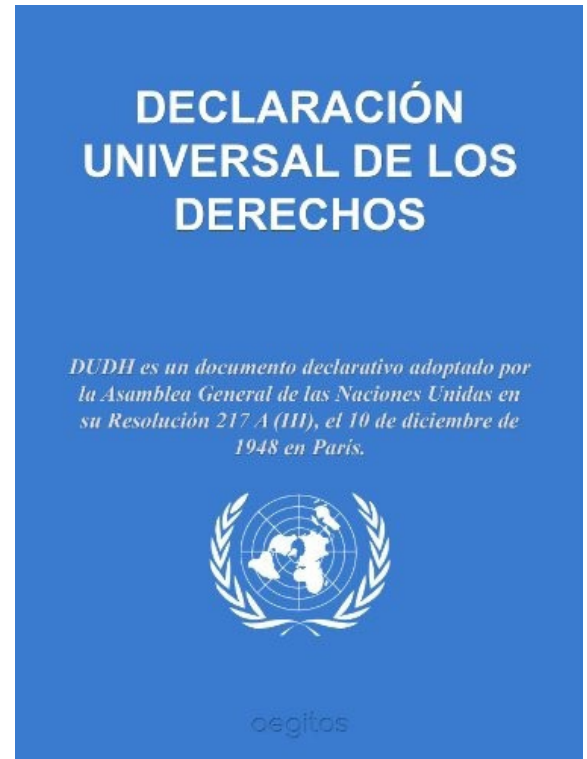 DECLARACIÓN
UNIVERSAL DE LOS
DERECHOS
DUDH es un documento declarativo adoptado por
la Asamblea General de las Naciones Unidas en
su Resolución 217 A (III), el 10 de diciembre de
1948 en París.
oegitos